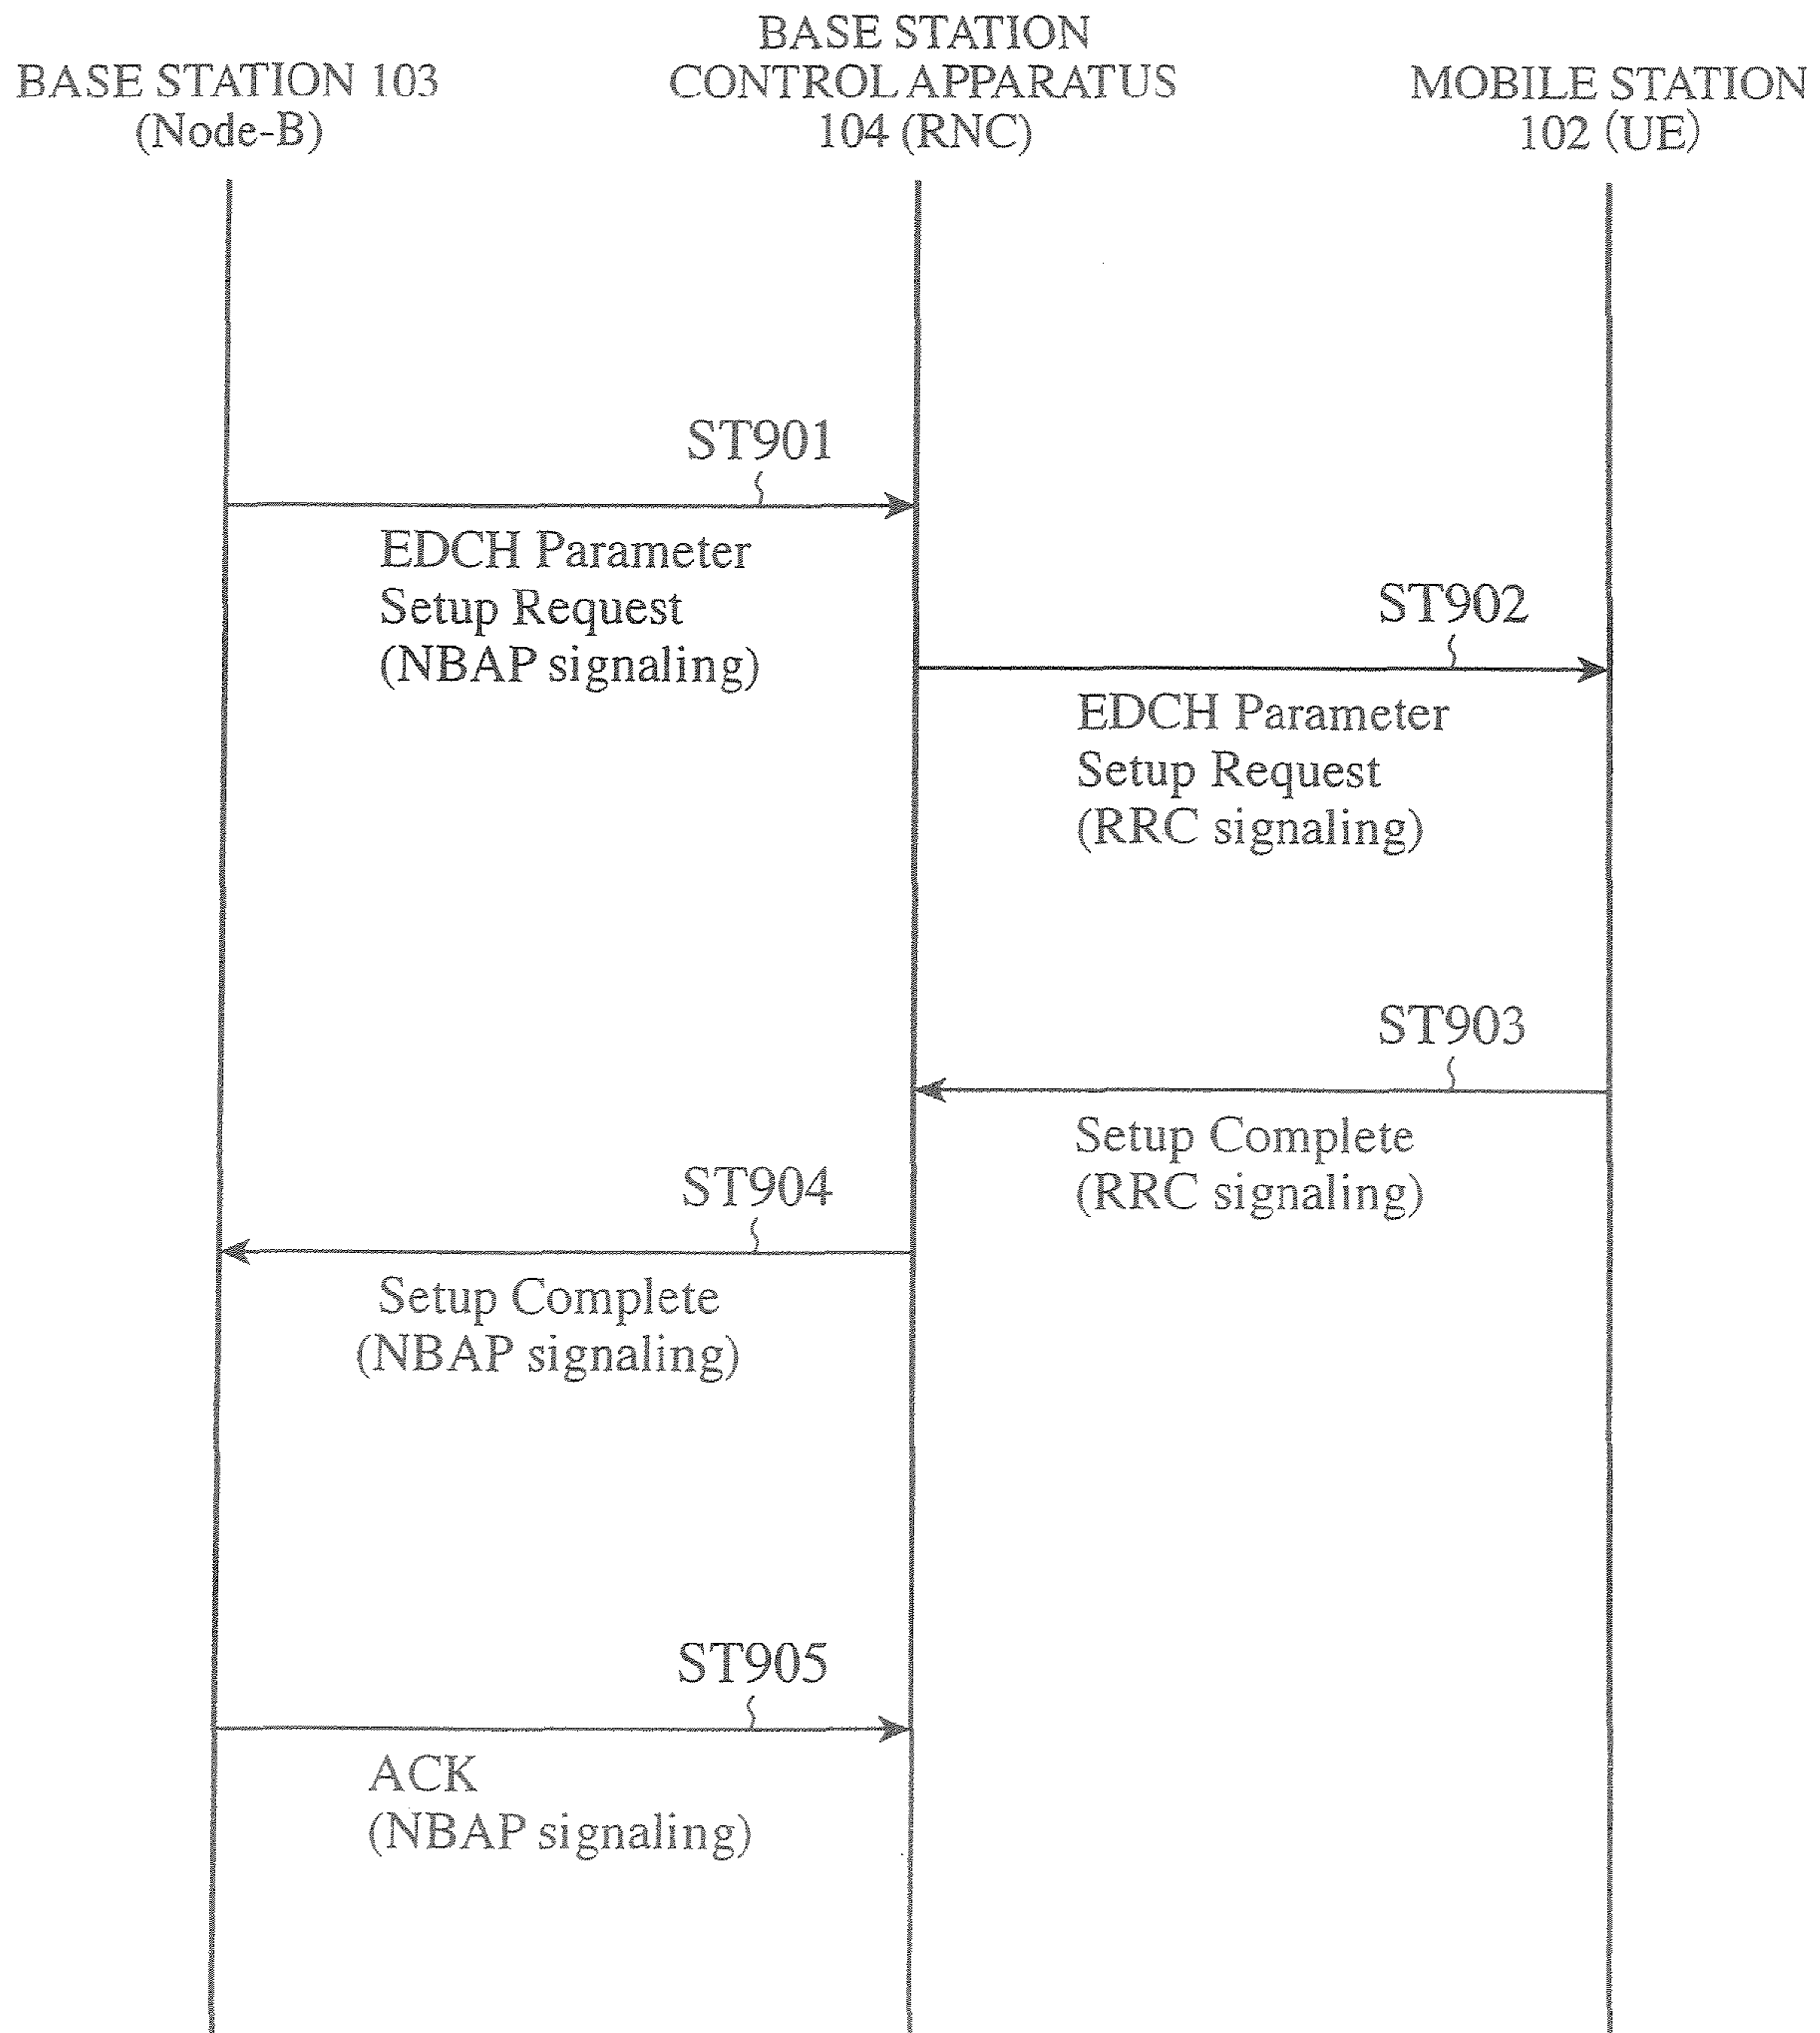 BASE STATION 103
(Node-B)
BASE STATION
CONTROL APPARATUS
104 (RNC)
MOBILE STATION
102 (UE)
ST901
EDCH Parameter
Setup Request
(NBAP signaling)
ST902
EDCH Parameter
Setup Request
(RRC signaling)
ST903
Setup Complete
(RRC signaling)
ST904
Setup Complete
(NBAP signaling)
ST905
ACK
(NBAP signaling)